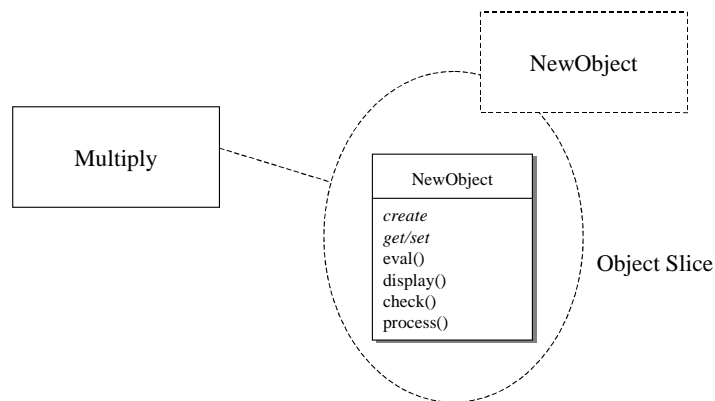 NewObject
Multiply
NewObject
create
get/set
eval()
display()
check()
process()
Object Slice